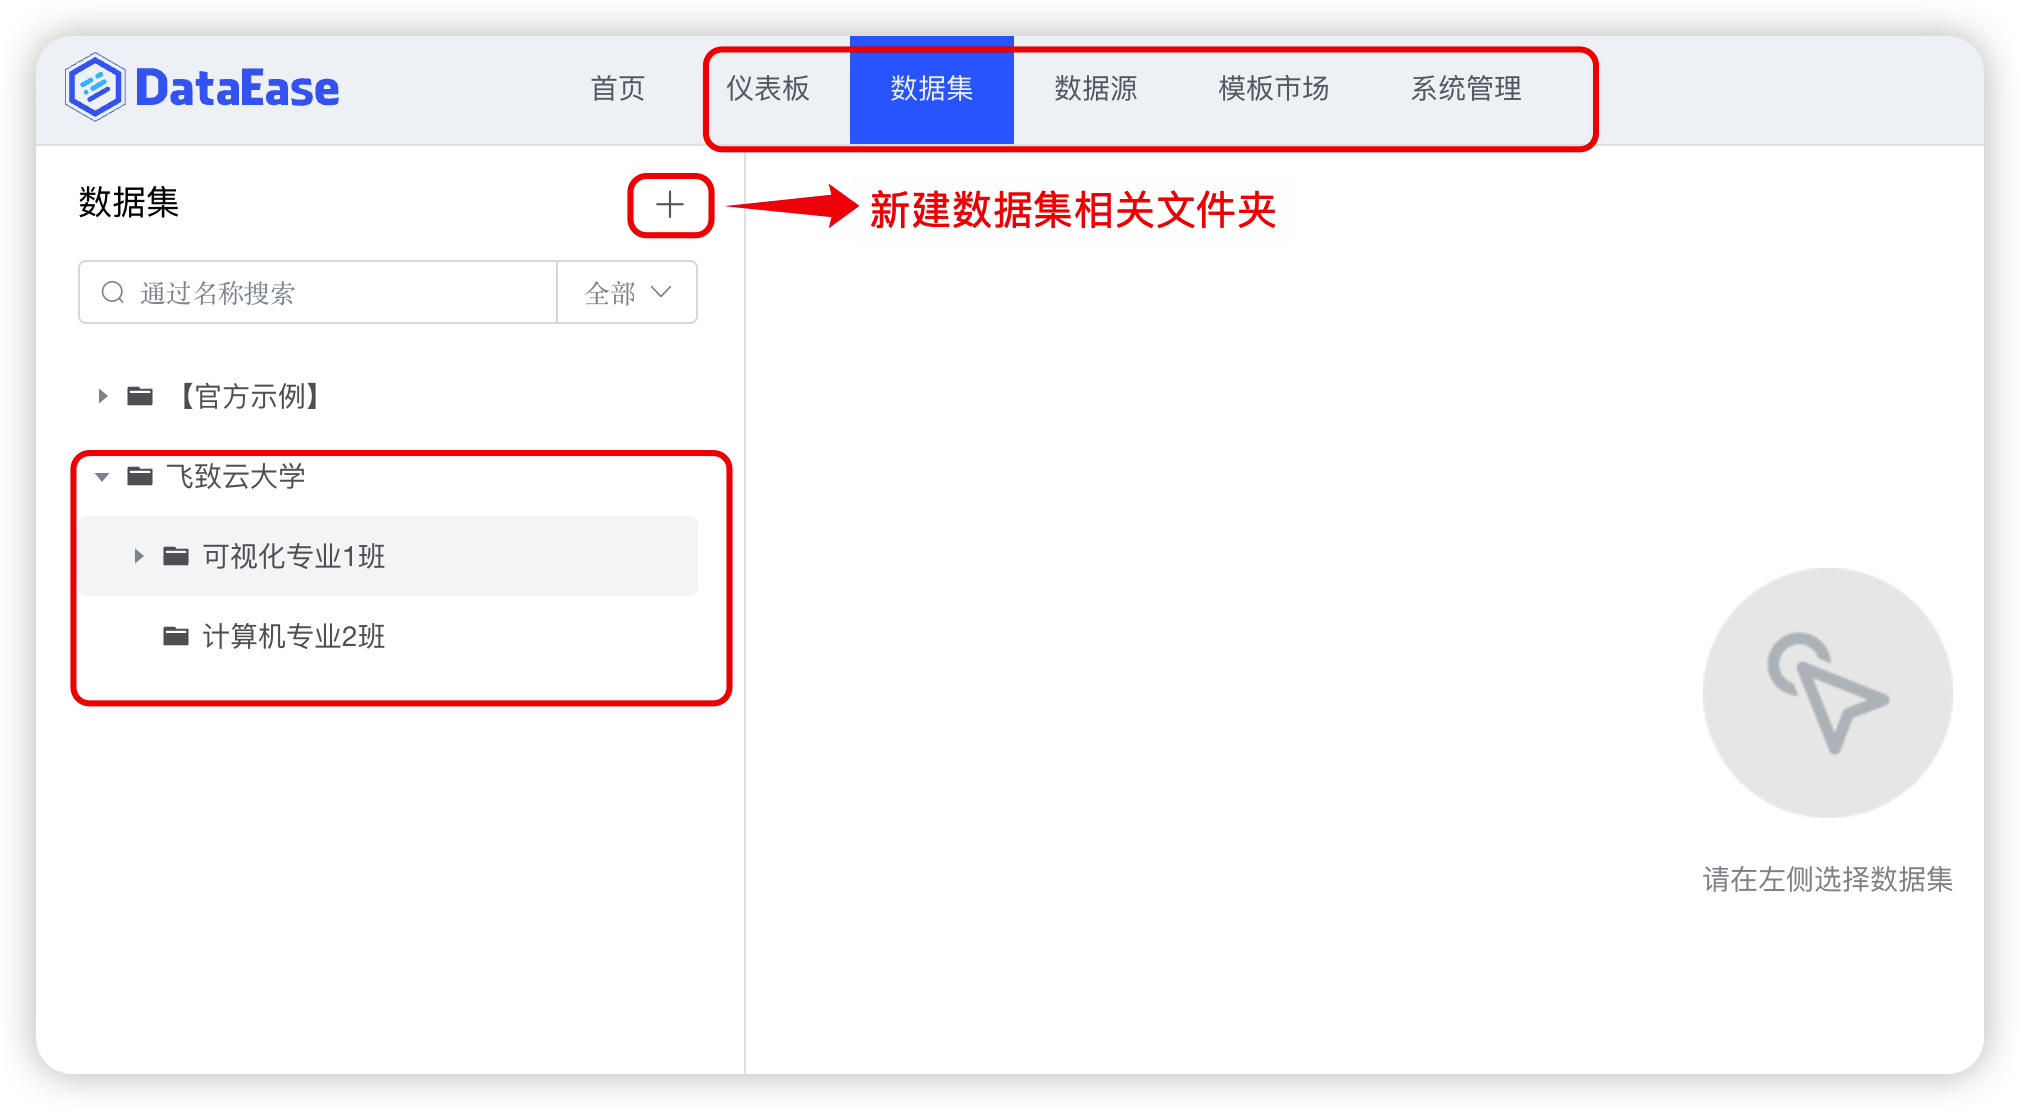 DataEase 首页 仪表板 数据集 数据源 模板市场 系统管理
数据集
新建数据集相关文件夹
通过名称搜索 全部
【官方示例】
飞致云大学
可视化专业1班
计算机专业2班
请在左侧选择数据集